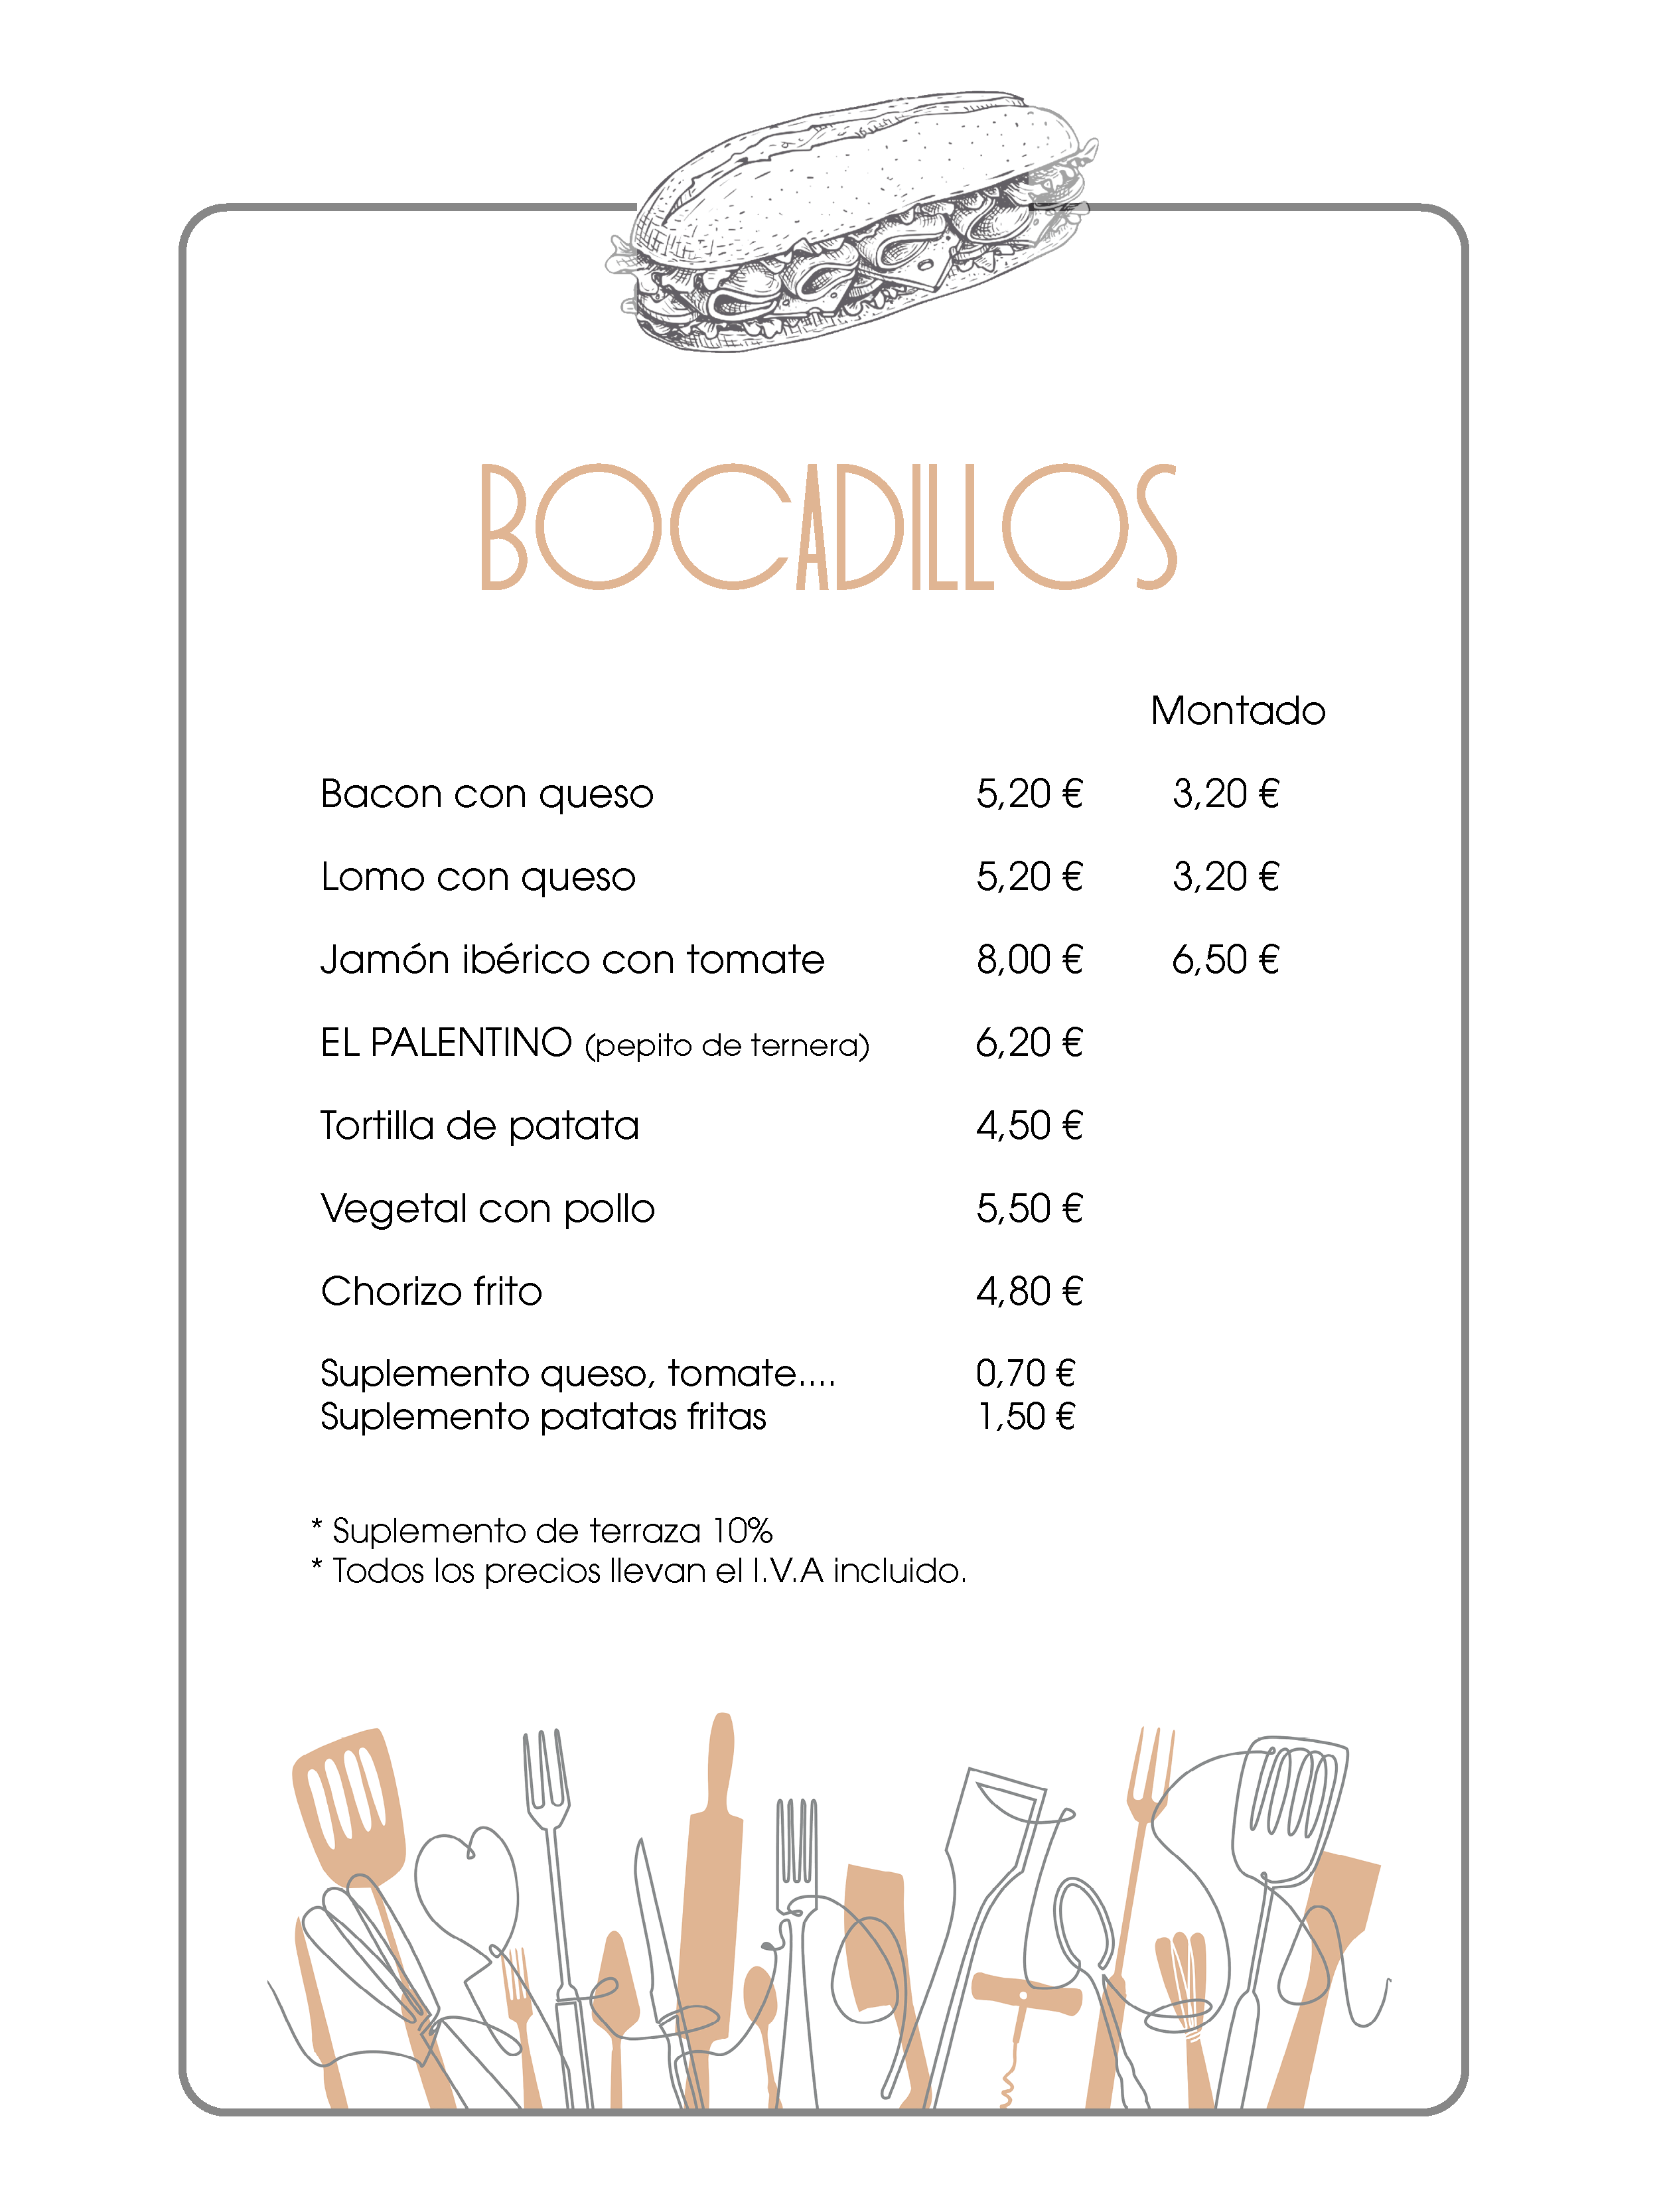 BOCADILLOS
Montado
Bacon con queso 5,20 € 3,20 €
Lomo con queso 5,20 € 3,20 €
Jamón ibérico con tomate 8,00 € 6,50 €
EL PALENTINO (pepito de ternera) 6,20 €
Tortilla de patata 4,50 €
Vegetal con pollo 5,50 €
Chorizo frito 4,80 €
Suplemento queso, tomate.... 0,70 €
Suplemento patatas fritas 1,50 €
* Suplemento de terraza 10%
* Todos los precios llevan el I.V.A incluido.